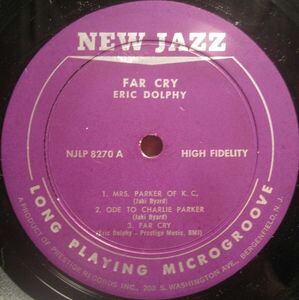 NEW JAZZ
FAR CRY
ERIC DOLPHY
NJLP 8270 A
HIGH FIDELITY
1. MRS. PARKER OF K. C.
(Jaki Byard)
2. ODE TO CHARLIE PARKER
(Jaki Byard)
3. FAR CRY
(Eric Dolphy - Prestige Music, BMI)
LONG PLAYING MICROGROOVE
A PRODUCT OF PRESTIGE RECORDS INC., 203 S. WASHINGTON AVE., BERGENFIELD, N.J.